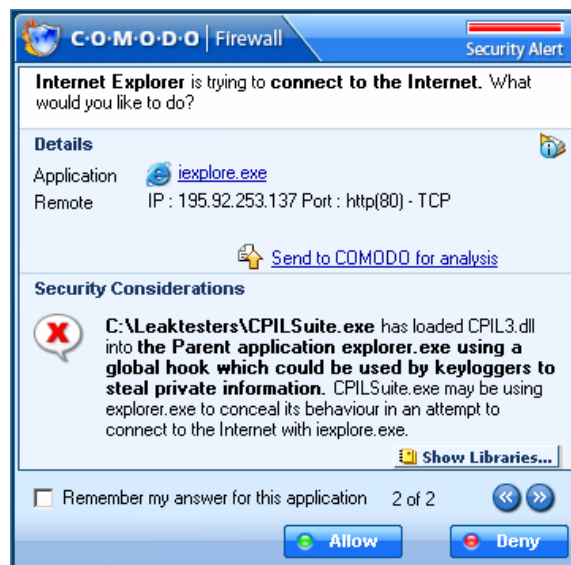 C·O·M·O·D·O | Firewall
Security Alert
Internet Explorer is trying to connect to the Internet. What
would you like to do?
Details
Application iexplore.exe
Remote IP : 195.92.253.137 Port : http(80) - TCP
Send to COMODO for analysis
Security Considerations
C:\Leaktesters\CPILSuite.exe has loaded CPIL3.dll
into the Parent application explorer.exe using a
global hook which could be used by keyloggers to
steal private information. CPILSuite.exe may be using
explorer.exe to conceal its behaviour in an attempt to
connect to the Internet with iexplore.exe.
Show Libraries...
Remember my answer for this application 2 of 2
Allow Deny